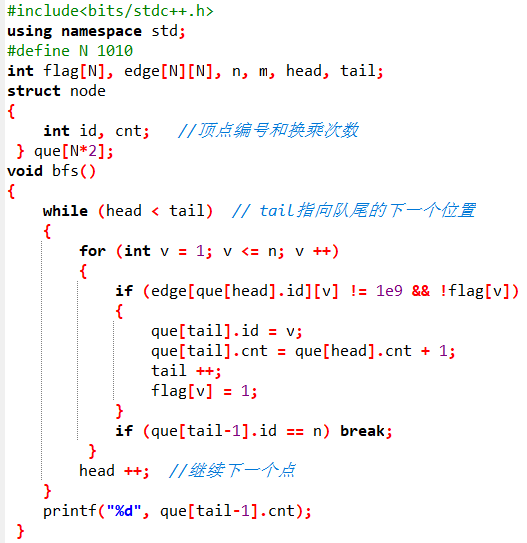 #include<bits/stdc++.h>
using namespace std;
#define N 1010
int flag[N], edge[N][N], n, m, head, tail;
struct node
{
    int id, cnt;   //顶点编号和换乘次数
 } que[N*2];
void bfs()
{
    while (head < tail)  // tail指向队尾的下一个位置
    {
        for (int v = 1; v <= n; v ++)
        {
            if (edge[que[head].id][v] != 1e9 && !flag[v])
            {
                que[tail].id = v;
                que[tail].cnt = que[head].cnt + 1;
                tail ++;
                flag[v] = 1;
            }
            if (que[tail-1].id == n) break;
         }
        head ++;  //继续下一个点
    }
    printf("%d", que[tail-1].cnt);
 }